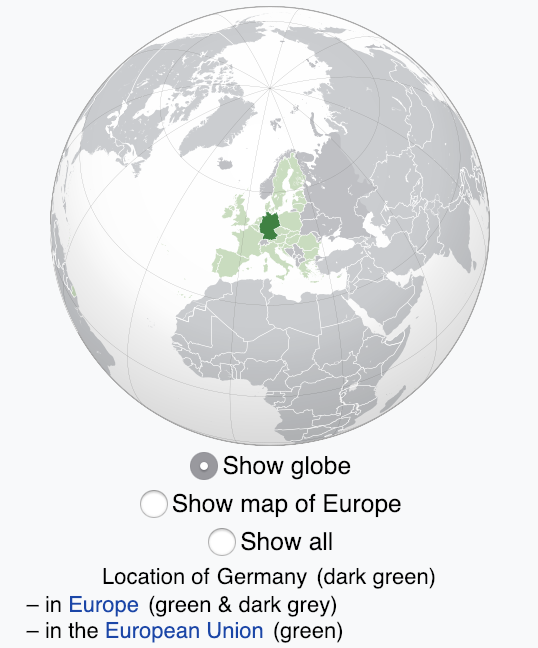 Show globe
Show map of Europe
Show all
Location of Germany (dark green)
– in Europe (green & dark grey)
– in the European Union (green)